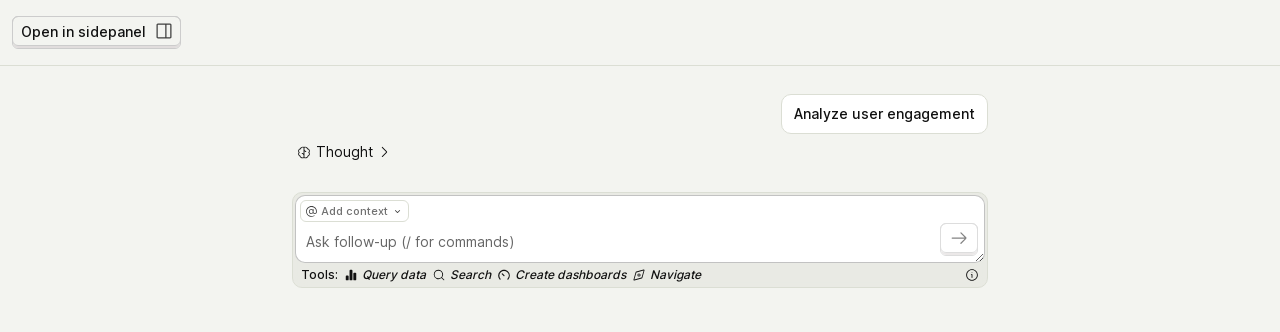 Open in sidepanel
Analyze user engagement
Thought
@ Add context
Ask follow-up (/ for commands)
Tools: Query data Search Create dashboards Navigate